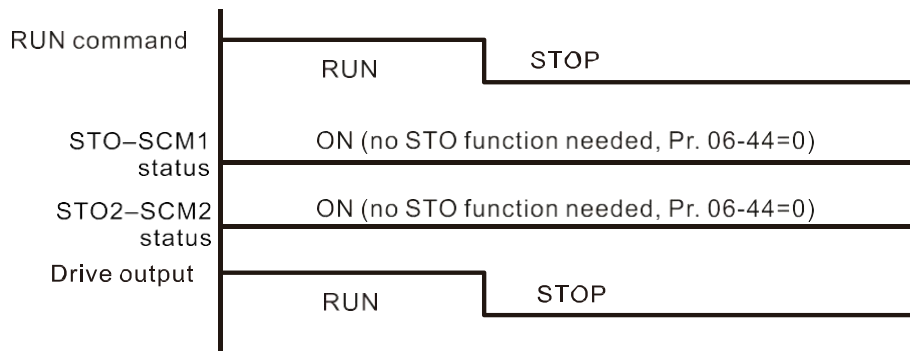 RUN command
RUN
STOP
STO–SCM1
status
ON (no STO function needed, Pr. 06-44=0)
STO2–SCM2
status
ON (no STO function needed, Pr. 06-44=0)
Drive output
RUN
STOP